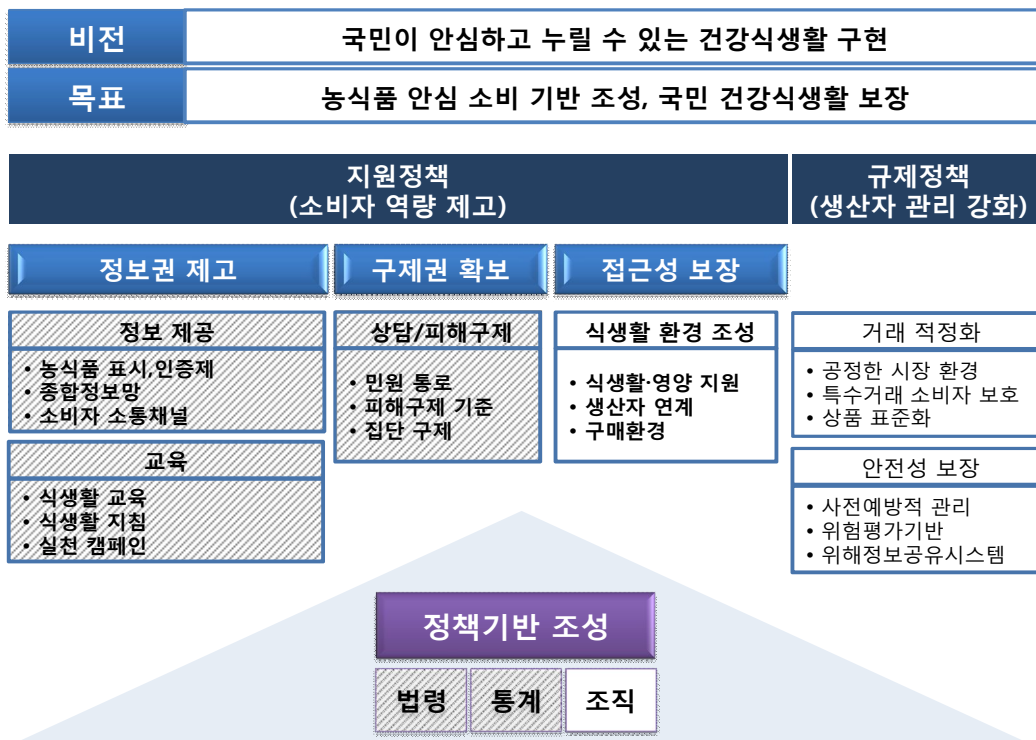 비전
국민이 안심하고 누릴 수 있는 건강식생활 구현
목표
농식품 안심 소비 기반 조성, 국민 건강식생활 보장
지원정책
(소비자 역량 제고)
규제정책
(생산자 관리 강화)
정보권 제고
구제권 확보
접근성 보장
정보 제공
• 농식품 표시,인증제
• 종합정보망
• 소비자 소통채널
교육
• 식생활 교육
• 식생활 지침
• 실천 캠페인
상담/피해구제
• 민원 통로
• 피해구제 기준
• 집단 구제
식생활 환경 조성
• 식생활·영양 지원
• 생산자 연계
• 구매환경
거래 적정화
• 공정한 시장 환경
• 특수거래 소비자 보호
• 상품 표준화
안전성 보장
• 사전예방적 관리
• 위험평가기반
• 위해정보공유시스템
정책기반 조성
법령
통계
조직